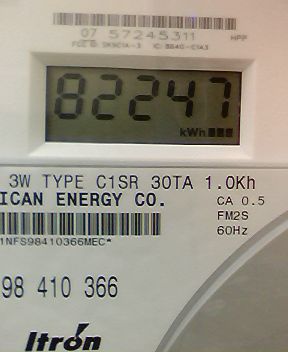 07 57245311
82247
kWh
3W TYPE C1SR 30TA 1.0Kh
ICAN ENERGY CO.
CA 0.5
FM2S
60Hz
1NFS98410366MEC*
98 410 366
Itrón